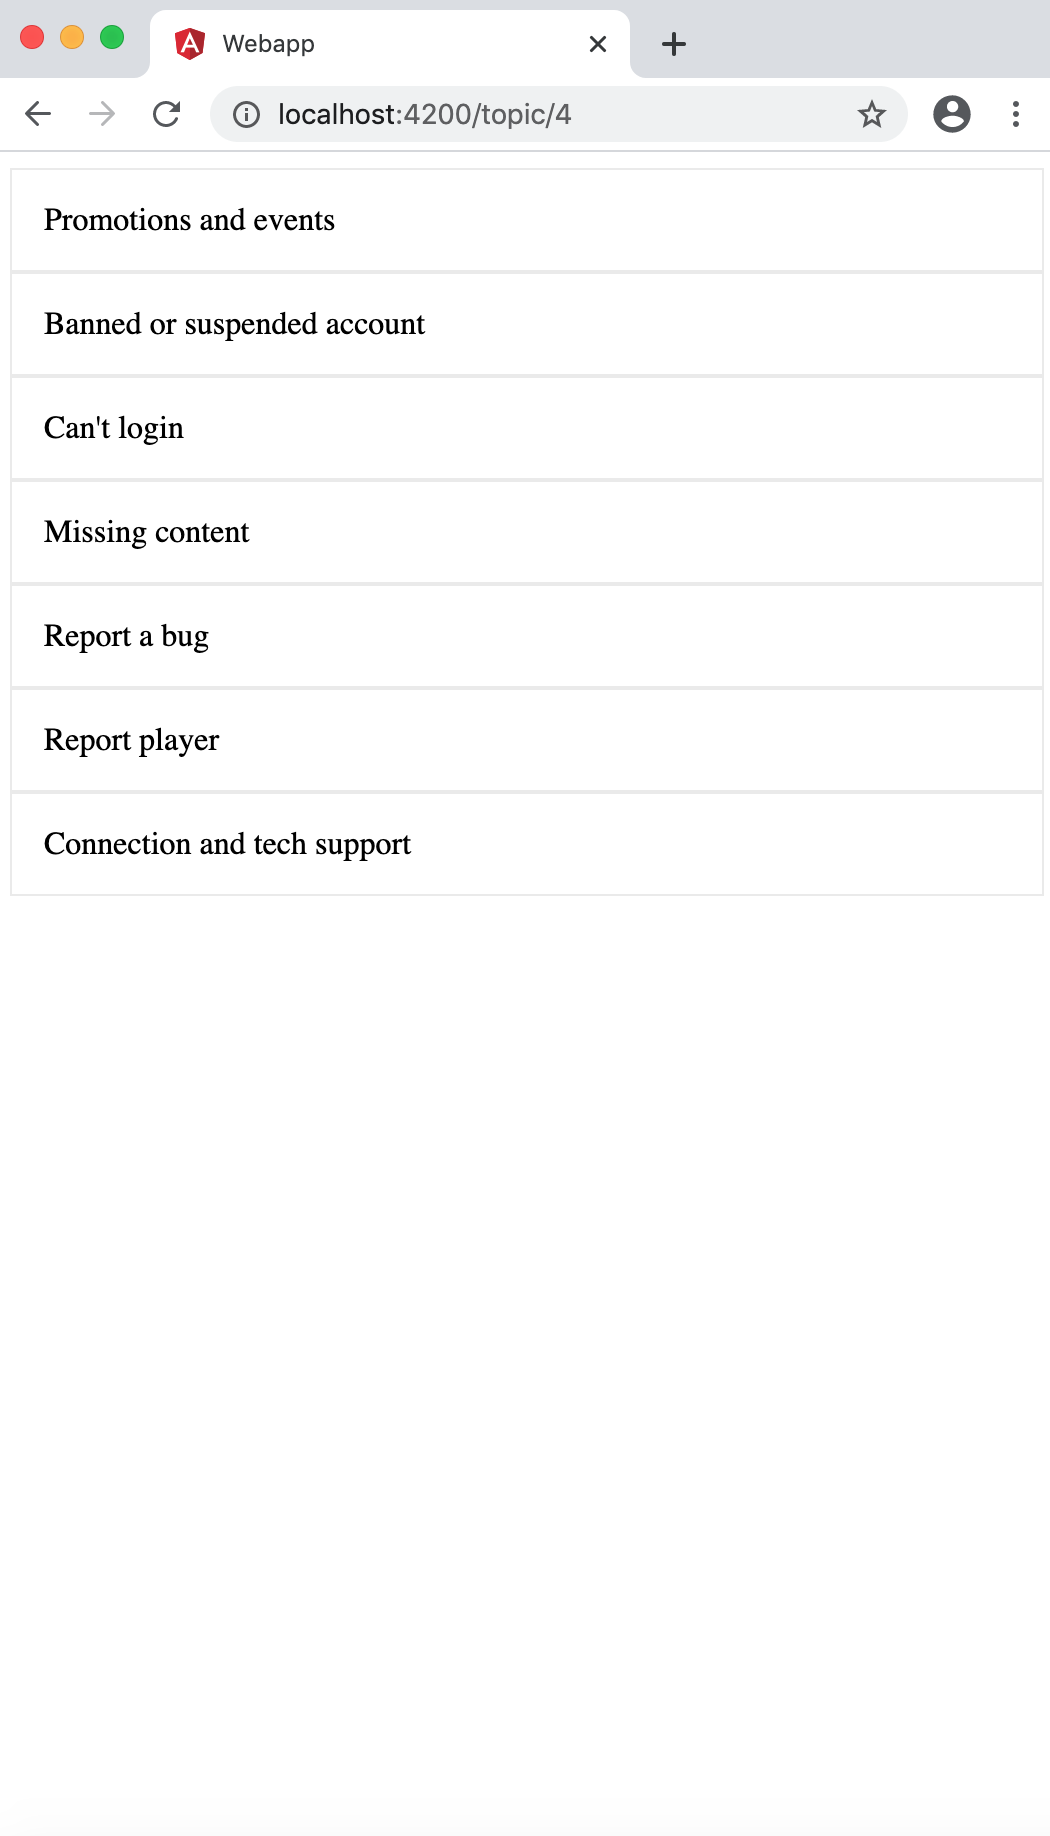 Webapp
localhost:4200/topic/4
Promotions and events
Banned or suspended account
Can't login
Missing content
Report a bug
Report player
Connection and tech support